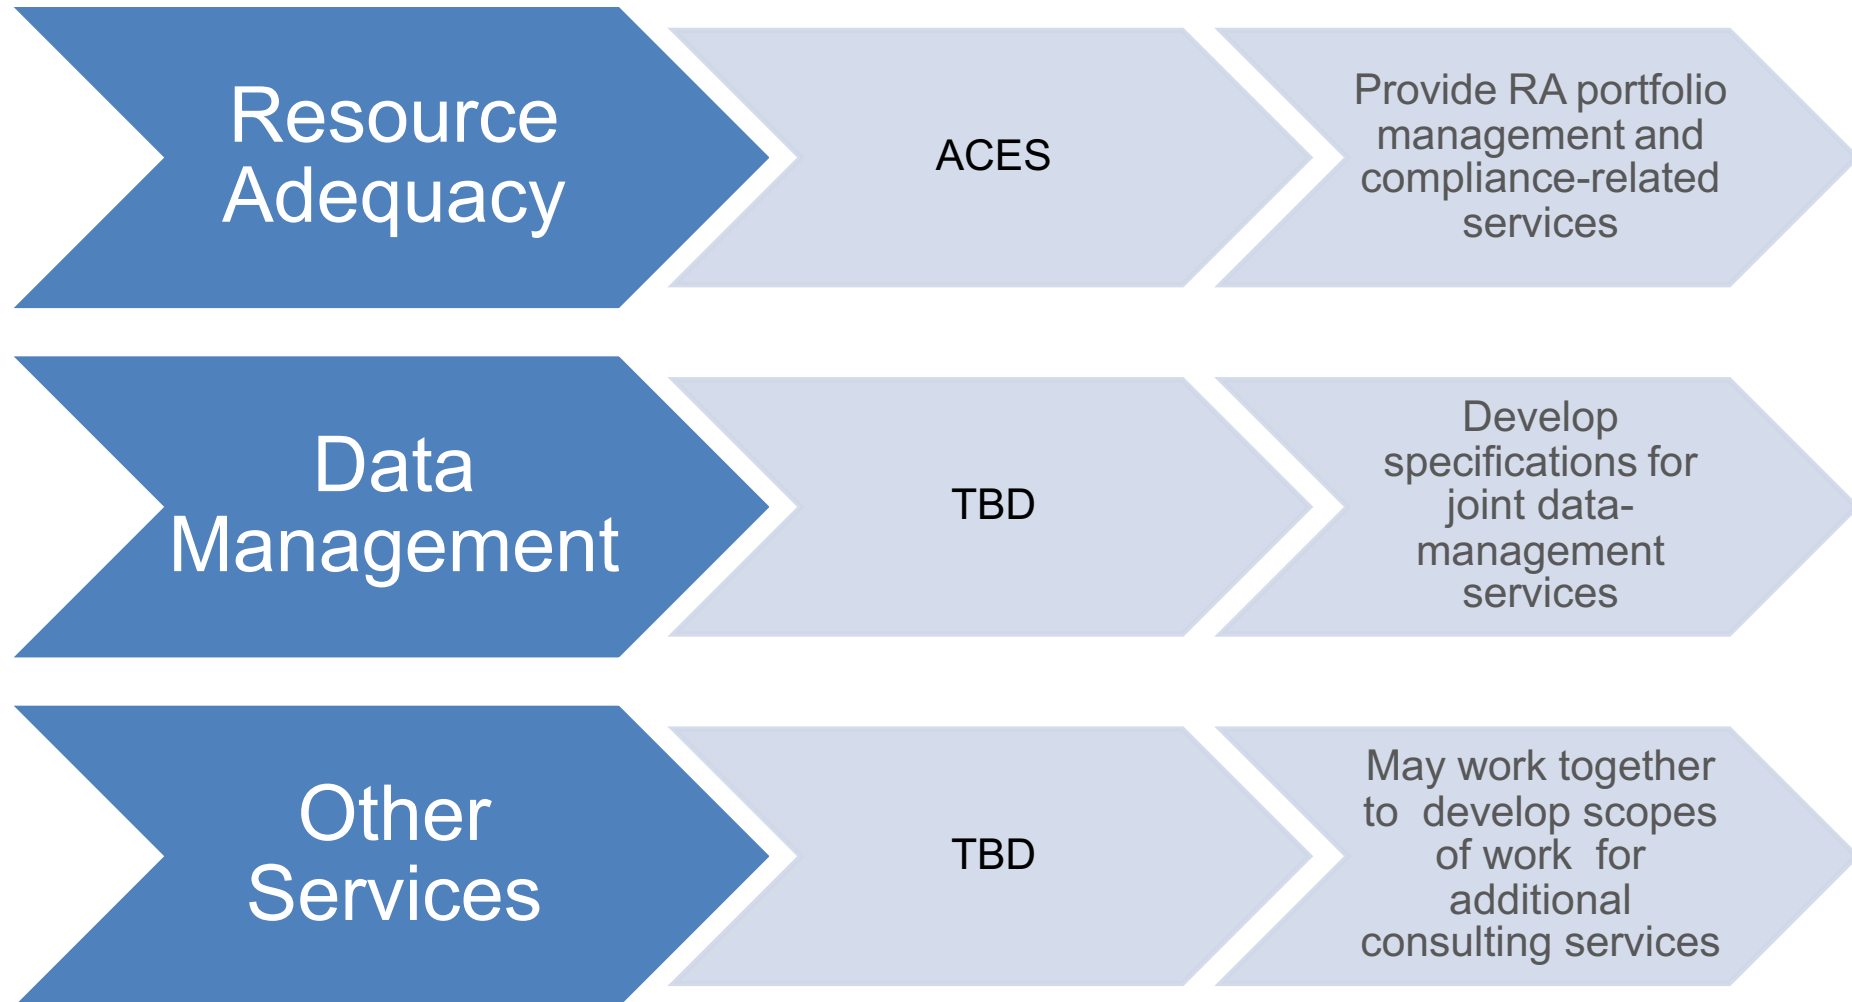 Resource
Adequacy
ACES
Provide RA portfolio
management and
compliance-related
services
Data
Management
TBD
Develop
specifications for
joint data-
management
services
Other
Services
TBD
May work together
to  develop scopes
of work  for
additional
consulting services